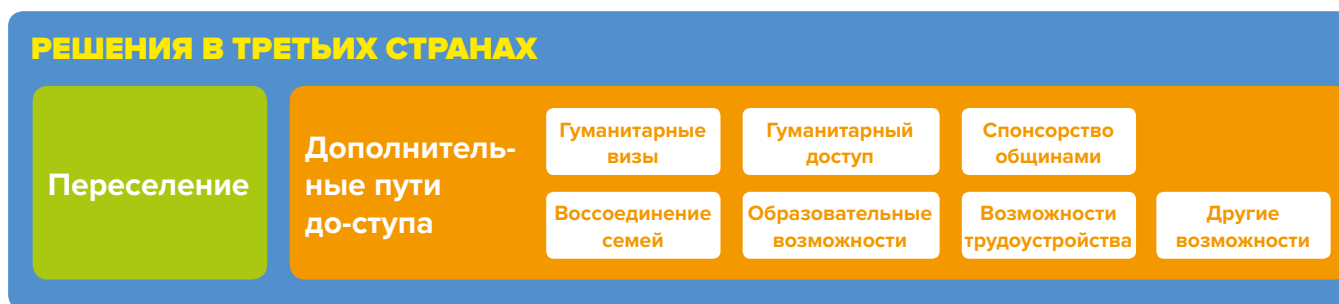 РЕШЕНИЯ В ТРЕТЬИХ СТРАНАХ
Переселение
Дополнитель-
ные пути
до-ступа
Гуманитарные
визы
Гуманитарный
доступ
Спонсорство
общинами
Воссоединение
семей
Образовательные
возможности
Возможности
трудоустройства
Другие
возможности